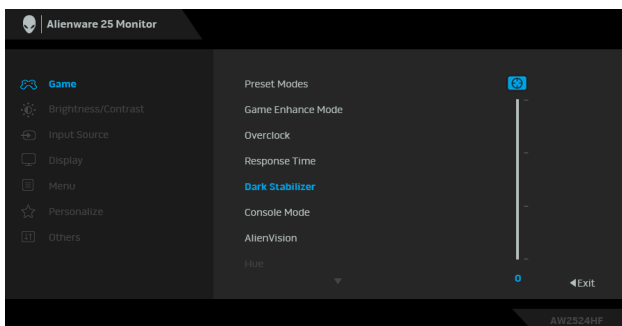 Alienware 25 Monitor
Game
Preset Modes
Brightness/Contrast
Game Enhance Mode
Input Source
Overclock
Display
Response Time
Menu
Dark Stabilizer
Personalize
Console Mode
Others
AlienVision
Hue
0
Exit
AW2524HF